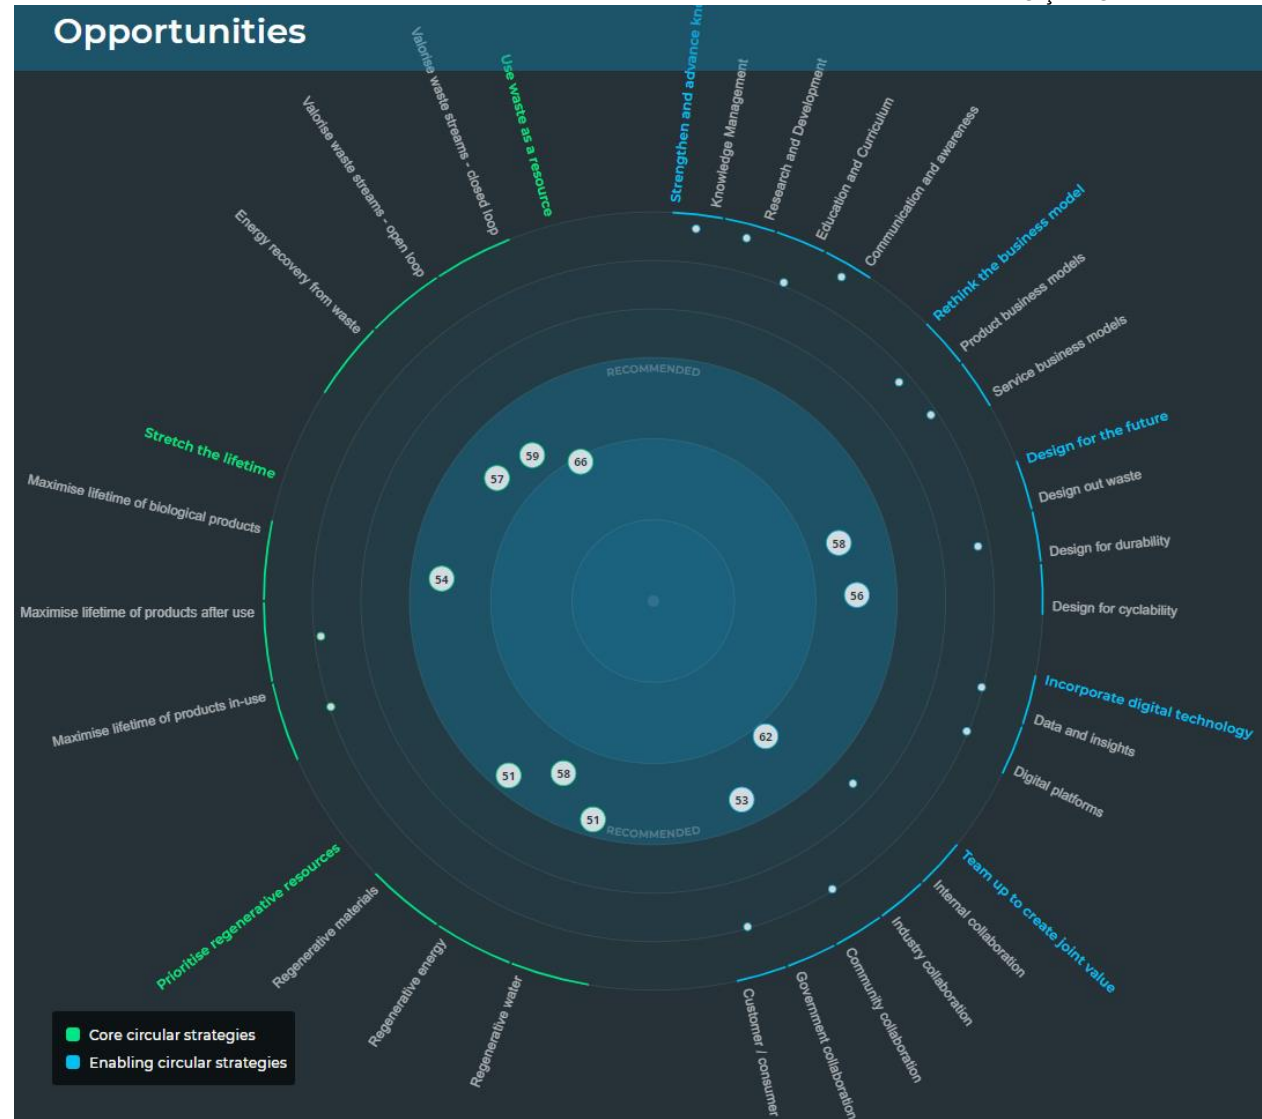 Opportunities
Use waste as a resource
Valorise waste streams - closed loop
Valorise waste streams - open loop
Energy recovery from waste
Stretch the lifetime
Maximise lifetime of biological products
Maximise lifetime of products after use
Maximise lifetime of products in-use
Prioritise regenerative resources
Regenerative materials
Regenerative energy
Regenerative water
Strengthen and advance
Knowledge Management
Research and Development
Education and Curriculum
Communication and awareness
Rethink the business model
Product business models
Service business models
Design for the future
Design out waste
Design for durability
Design for cyclability
Incorporate digital technology
Data and insights
Digital platforms
Team up to create joint value
Internal collaboration
Industry collaboration
Community collaboration
Government collaboration
Customer / consumer
RECOMMENDED
59
66
57
58
54
56
62
58
51
53
51
RECOMMENDED
Core circular strategies
Enabling circular strategies